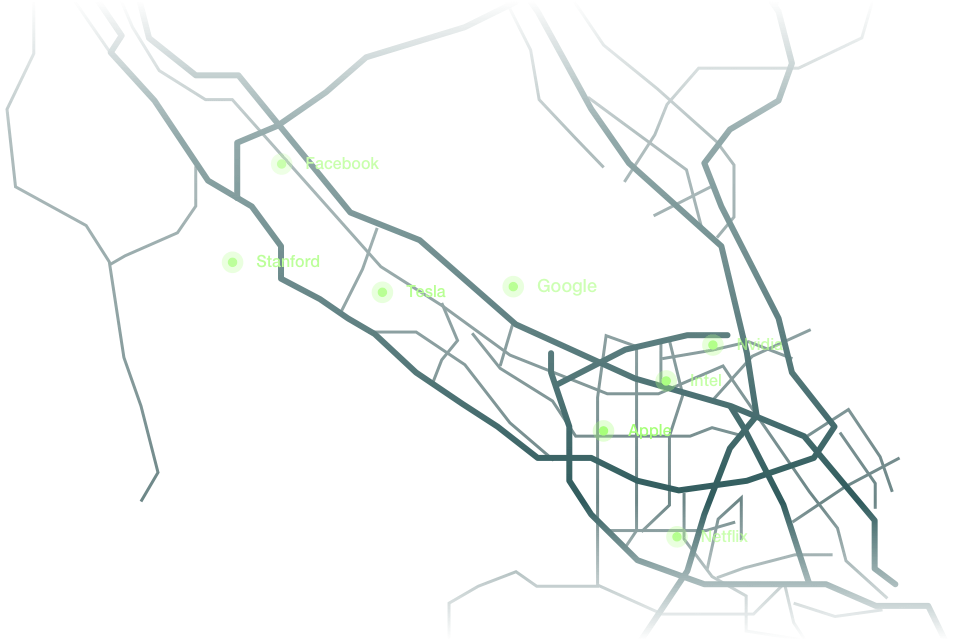 Facebook
Stanford
Tesla
Google
Nvidia
Intel
Apple
Netflix